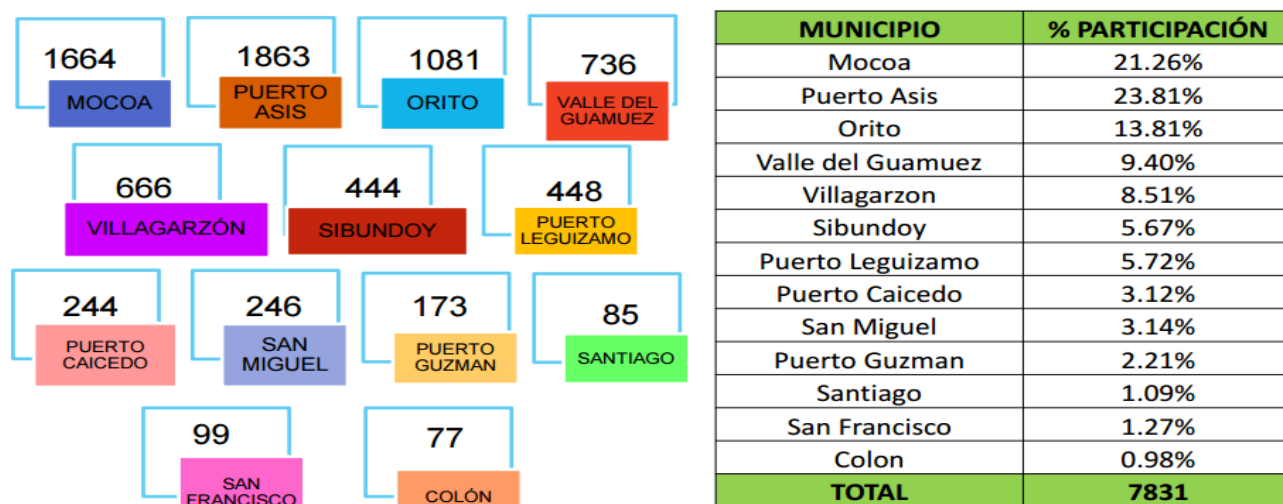 1664
MOCOA
1863
PUERTO
ASIS
1081
ORITO
736
VALLE DEL
GUAMUEZ
666
VILLAGARZÓN
444
SIBUNDOY
448
PUERTO
LEGUIZAMO
244
PUERTO
CAICEDO
246
SAN
MIGUEL
173
PUERTO
GUZMAN
85
SANTIAGO
99
SAN
FRANCISCO
77
COLÓN
MUNICIPIO % PARTICIPACIÓN
Mocoa 21.26%
Puerto Asis 23.81%
Orito 13.81%
Valle del Guamuez 9.40%
Villagarzon 8.51%
Sibundoy 5.67%
Puerto Leguizamo 5.72%
Puerto Caicedo 3.12%
San Miguel 3.14%
Puerto Guzman 2.21%
Santiago 1.09%
San Francisco 1.27%
Colon 0.98%
TOTAL 7831